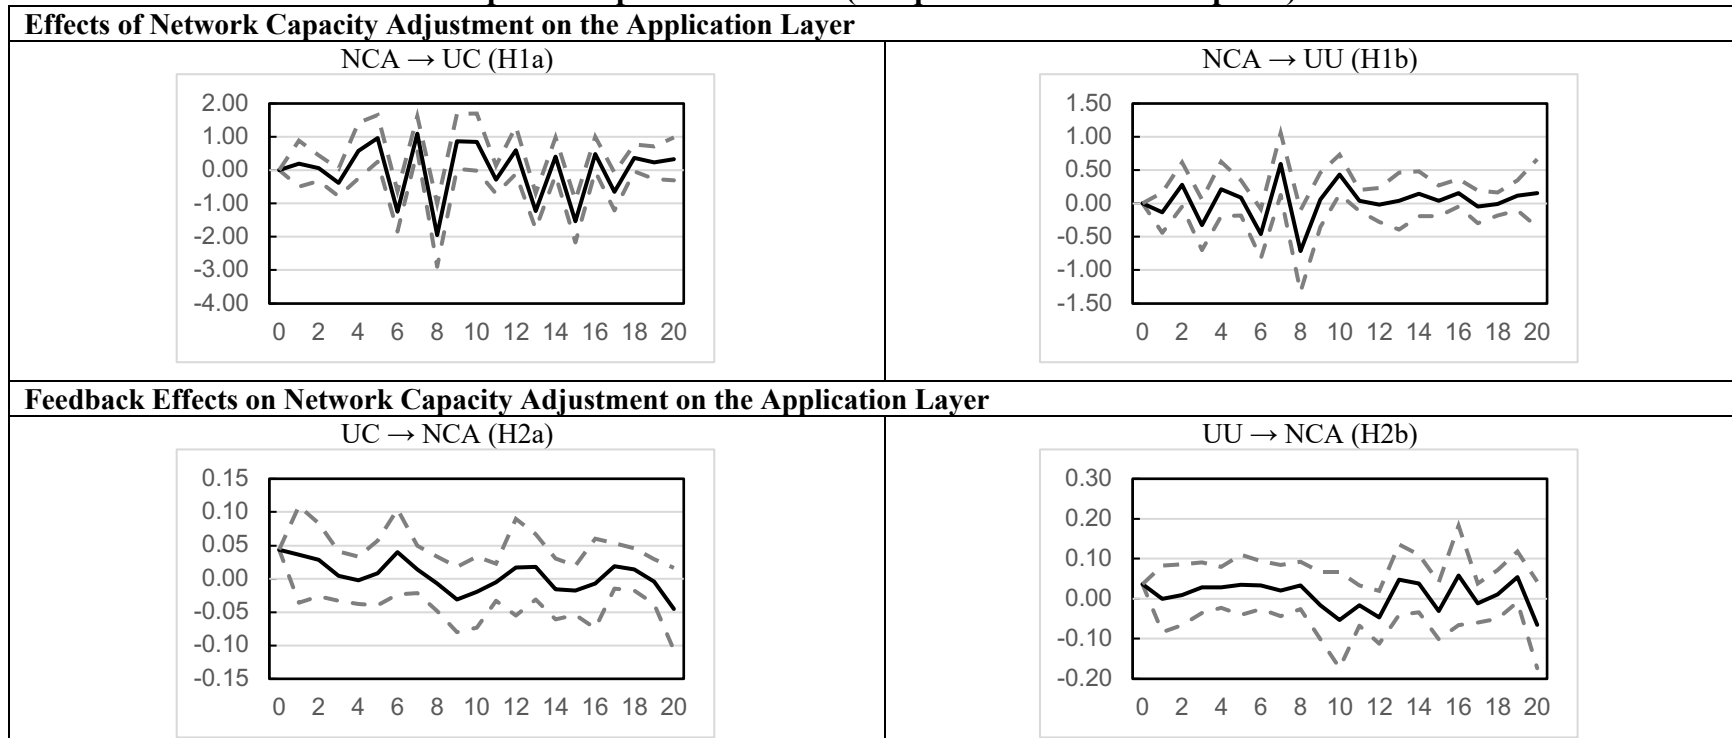 Effects of Network Capacity Adjustment on the Application Layer
NCA → UC (H1a)
2.00
1.00
0.00
-1.00
-2.00
-3.00
-4.00
0 2 4 6 8 10 12 14 16 18 20
NCA → UU (H1b)
1.50
1.00
0.50
0.00
-0.50
-1.00
-1.50
0 2 4 6 8 10 12 14 16 18 20
Feedback Effects on Network Capacity Adjustment on the Application Layer
UC → NCA (H2a)
0.15
0.10
0.05
0.00
-0.05
-0.10
-0.15
0 2 4 6 8 10 12 14 16 18 20
UU → NCA (H2b)
0.30
0.20
0.10
0.00
-0.10
-0.20
0 2 4 6 8 10 12 14 16 18 20